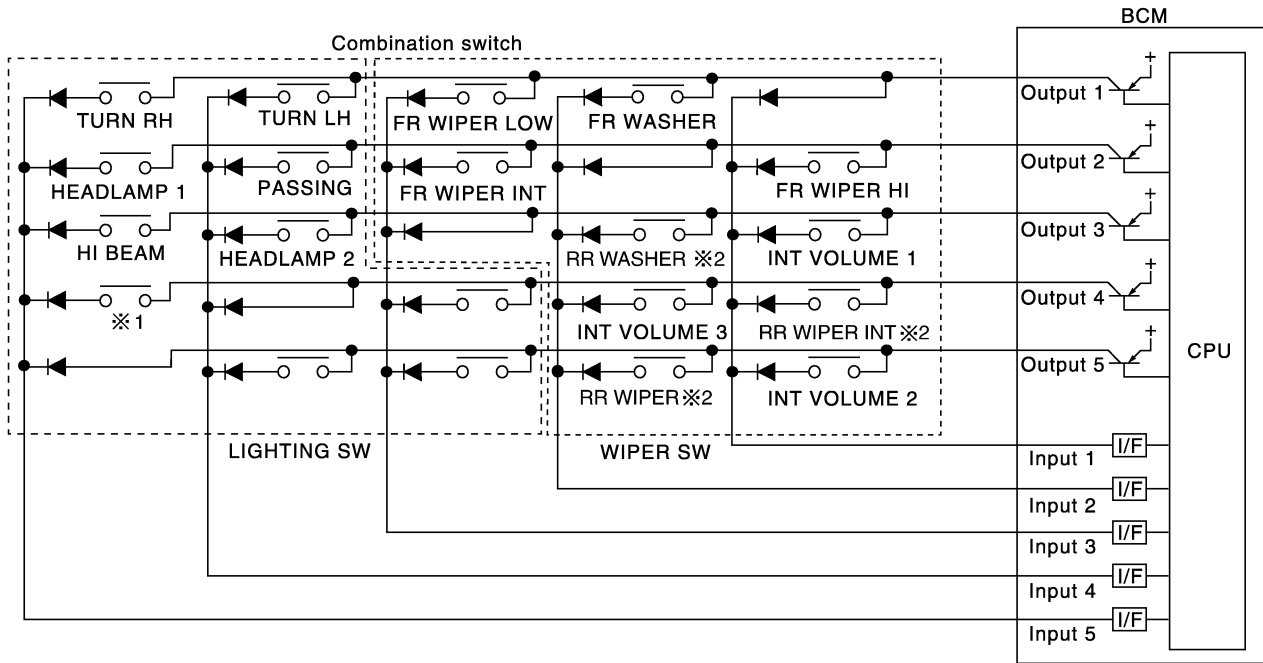 BCM
Combination switch
+
Output 1
TURN RH
TURN LH
FR WIPER LOW
FR WASHER
+
Output 2
HEADLAMP 1
PASSING
FR WIPER INT
FR WIPER HI
+
Output 3
HI BEAM
HEADLAMP 2
RR WASHER ※2
INT VOLUME 1
+
Output 4
※1
INT VOLUME 3
RR WIPER INT※2
+
Output 5
CPU
RR WIPER※2
INT VOLUME 2
LIGHTING SW
WIPER SW
Input 1
I/F
Input 2
I/F
Input 3
I/F
Input 4
I/F
Input 5
I/F